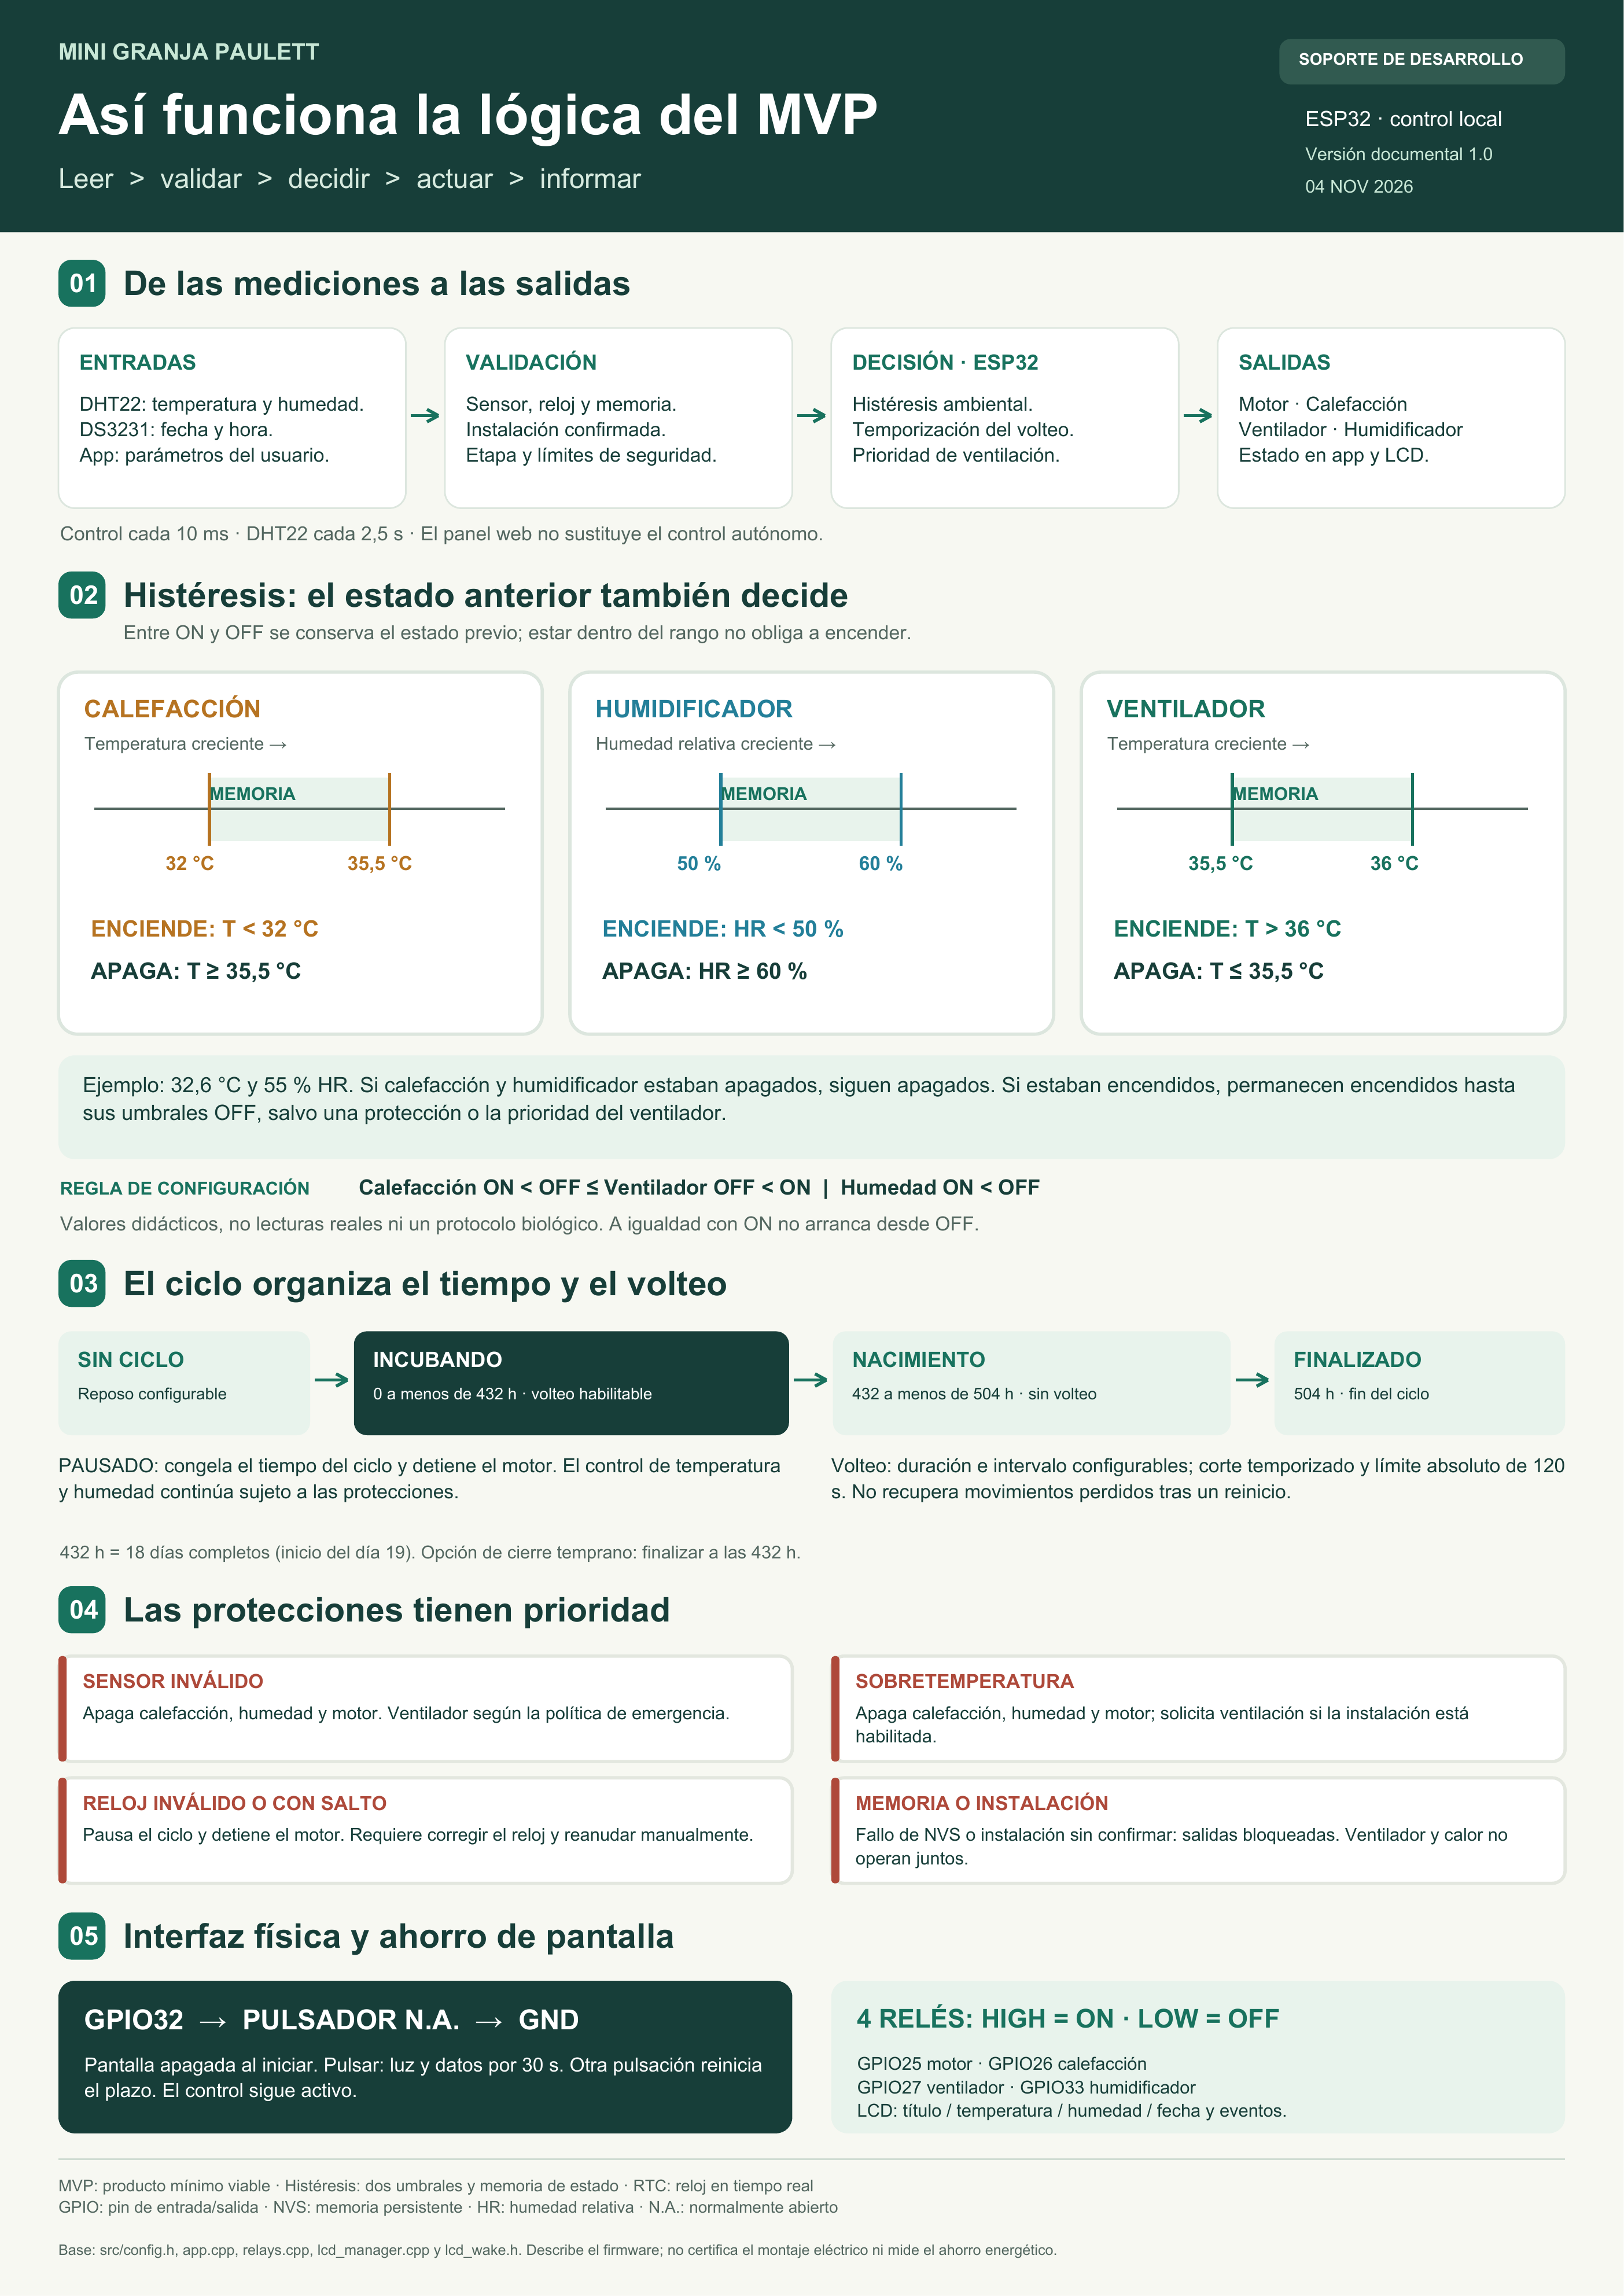 MINI GRANJA PAULETT
Así funciona la lógica del MVP
Leer > validar > decidir > actuar > informar
SOPORTE DE DESARROLLO
ESP32 · control local
Versión documental 1.0
04 NOV 2026
01 De las mediciones a las salidas
ENTRADAS
DHT22: temperatura y humedad.
DS3231: fecha y hora.
App: parámetros del usuario.
→
VALIDACIÓN
Sensor, reloj y memoria.
Instalación confirmada.
Etapa y límites de seguridad.
→
DECISIÓN · ESP32
Histéresis ambiental.
Temporización del volteo.
Prioridad de ventilación.
→
SALIDAS
Motor · Calefacción
Ventilador · Humidificador
Estado en app y LCD.
Control cada 10 ms · DHT22 cada 2,5 s · El panel web no sustituye el control autónomo.
02 Histéresis: el estado anterior también decide
Entre ON y OFF se conserva el estado previo; estar dentro del rango no obliga a encender.
CALEFACCIÓN
Temperatura creciente →
MEMORIA
32 °C 35,5 °C
ENCIENDE: T < 32 °C
APAGA: T ≥ 35,5 °C
HUMIDIFICADOR
Humedad relativa creciente →
MEMORIA
50 % 60 %
ENCIENDE: HR < 50 %
APAGA: HR ≥ 60 %
VENTILADOR
Temperatura creciente →
MEMORIA
35,5 °C 36 °C
ENCIENDE: T > 36 °C
APAGA: T ≤ 35,5 °C
Ejemplo: 32,6 °C y 55 % HR. Si calefacción y humidificador estaban apagados, siguen apagados. Si estaban encendidos, permanecen encendidos hasta
sus umbrales OFF, salvo una protección o la prioridad del ventilador.
REGLA DE CONFIGURACIÓN Calefacción ON < OFF ≤ Ventilador OFF < ON | Humedad ON < OFF
Valores didácticos, no lecturas reales ni un protocolo biológico. A igualdad con ON no arranca desde OFF.
03 El ciclo organiza el tiempo y el volteo
SIN CICLO
Reposo configurable
→
INCUBANDO
0 a menos de 432 h · volteo habilitable
→
NACIMIENTO
432 a menos de 504 h · sin volteo
→
FINALIZADO
504 h · fin del ciclo
PAUSADO: congela el tiempo del ciclo y detiene el motor. El control de temperatura
y humedad continúa sujeto a las protecciones.
Volteo: duración e intervalo configurables; corte temporizado y límite absoluto de 120
s. No recupera movimientos perdidos tras un reinicio.
432 h = 18 días completos (inicio del día 19). Opción de cierre temprano: finalizar a las 432 h.
04 Las protecciones tienen prioridad
SENSOR INVÁLIDO
Apaga calefacción, humedad y motor. Ventilador según la política de emergencia.
SOBRETEMPERATURA
Apaga calefacción, humedad y motor; solicita ventilación si la instalación está
habilitada.
RELOJ INVÁLIDO O CON SALTO
Pausa el ciclo y detiene el motor. Requiere corregir el reloj y reanudar manualmente.
MEMORIA O INSTALACIÓN
Fallo de NVS o instalación sin confirmar: salidas bloqueadas. Ventilador y calor no
operan juntos.
05 Interfaz física y ahorro de pantalla
GPIO32 → PULSADOR N.A. → GND
Pantalla apagada al iniciar. Pulsar: luz y datos por 30 s. Otra pulsación reinicia
el plazo. El control sigue activo.
4 RELÉS: HIGH = ON · LOW = OFF
GPIO25 motor · GPIO26 calefacción
GPIO27 ventilador · GPIO33 humidificador
LCD: título / temperatura / humedad / fecha y eventos.
MVP: producto mínimo viable · Histéresis: dos umbrales y memoria de estado · RTC: reloj en tiempo real
GPIO: pin de entrada/salida · NVS: memoria persistente · HR: humedad relativa · N.A.: normalmente abierto
Base: src/config.h, app.cpp, relays.cpp, lcd_manager.cpp y lcd_wake.h. Describe el firmware; no certifica el montaje eléctrico ni mide el ahorro energético.